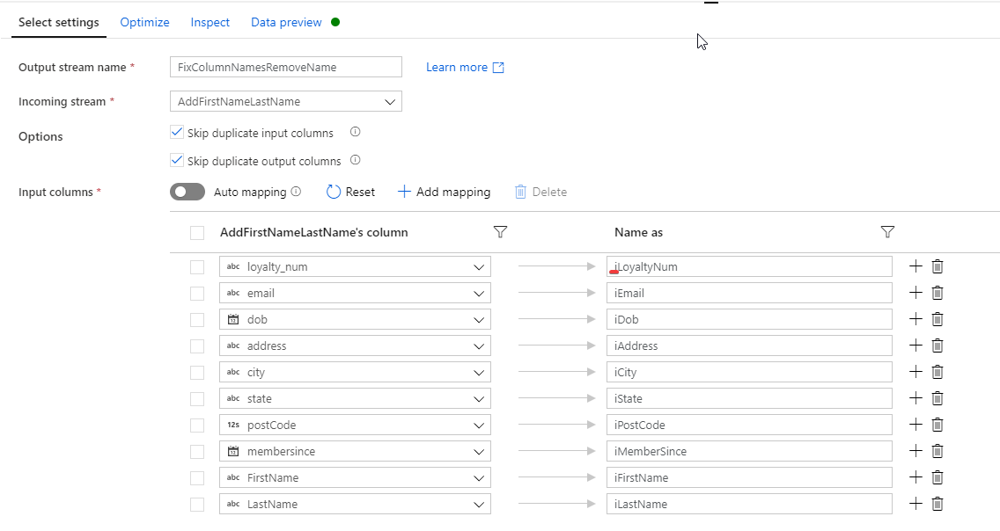 Select settings Optimize Inspect Data preview
Output stream name * FixColumnNamesRemoveName Learn more
Incoming stream * AddFirstNameLastName
Options Skip duplicate input columns
Skip duplicate output columns
Input columns * Auto mapping Reset Add mapping Delete
AddFirstNameLastName's column Name as
abc loyalty_num iLoyaltyNum
abc email iEmail
12 dob iDob
abc address iAddress
abc city iCity
abc state iState
12s postCode iPostCode
12 membersince iMemberSince
abc FirstName iFirstName
abc LastName iLastName